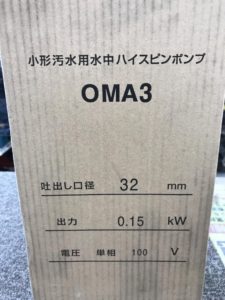 小形汚水用水中ハイスピンポンプ
OMA3
吐出し口径 32 mm
出力 0.15 kW
電圧 単相 100 V